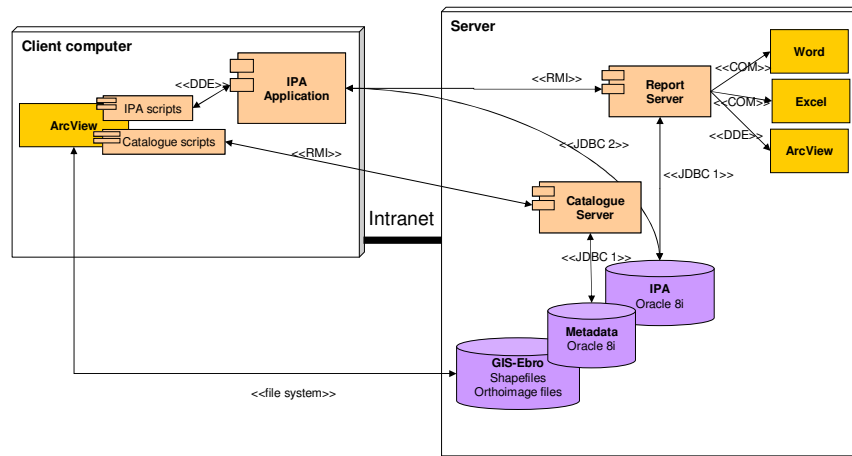 Client computer
Server
<<DDE>>
IPA
Application
IPA scripts
ArcView
Catalogue scripts
<<RMI>>
<<RMI>>
Report
Server
<<COM>>
Word
<<COM>>
Excel
<<DDE>>
ArcView
<<JDBC 2>>
<<JDBC 1>>
Catalogue
Server
Intranet
<<JDBC 1>>
IPA
Oracle 8i
Metadata
Oracle 8i
GIS-Ebro
Shapefiles
Orthoimage files
<<file system>>